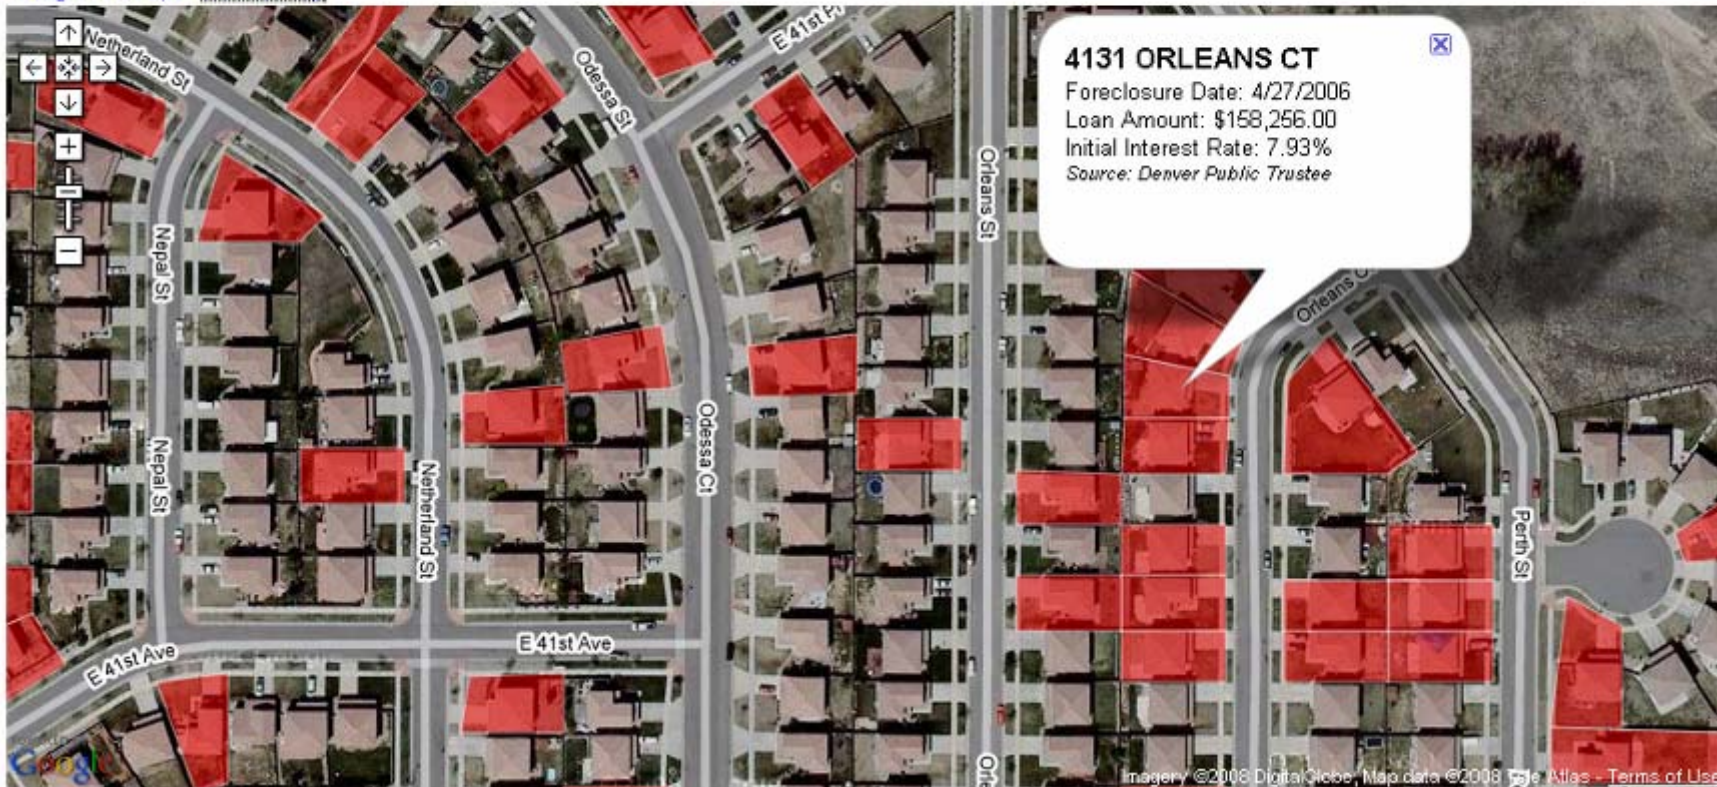 Netherland St
E 41st Pl
Odessa St
4131 ORLEANS CT
Foreclosure Date: 4/27/2006
Loan Amount: $158,256.00
Initial Interest Rate: 7.93%
Source: Denver Public Trustee
Orleans St
Nepal St
Orleans C
Nepal St
Netherland St
Odessa Ct
Perth St
E 41st Ave
E 41st Ave
Orle
Google
Imagery ©2008 DigitalGlobe, Map data ©2008 Tele Atlas - Terms of Use